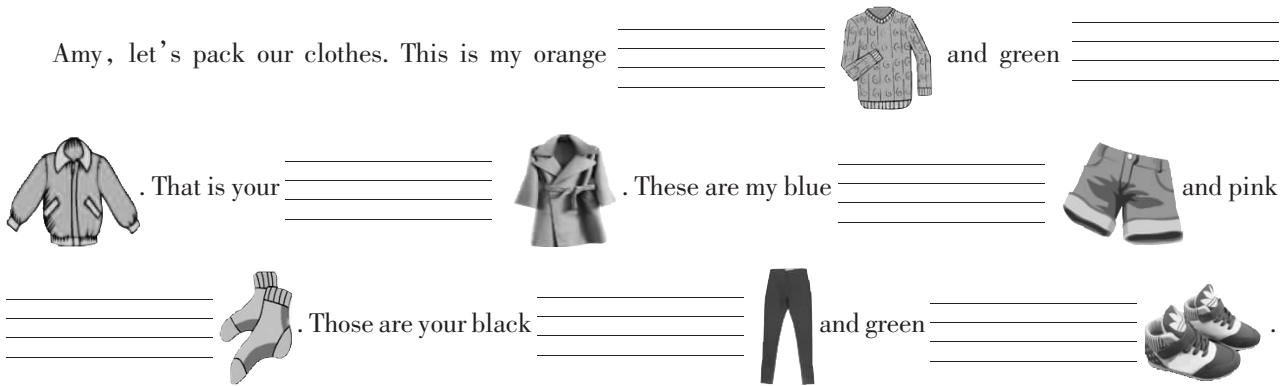 Amy, let's pack our clothes. This is my orange and green
. That is your . These are my blue and pink
. Those are your black and green .